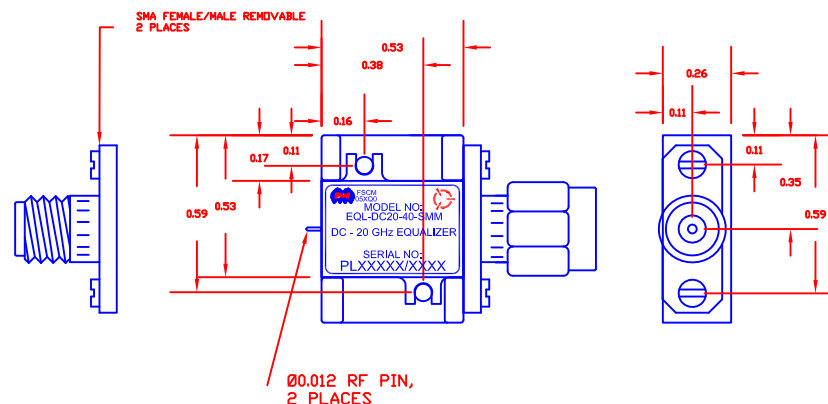 SMA FEMALE/MALE REMOVABLE
2 PLACES
0.53
0.38
0.16
0.11
0.17
0.53
0.59
FSCM
05XQ0
MODEL NO:
EQL-DC20-40-SMM
DC - 20 GHz EQUALIZER
SERIAL NO:
PLXXXXX/XXXX
Ø0.012 RF PIN,
2 PLACES
0.26
0.11
0.11
0.35
0.59